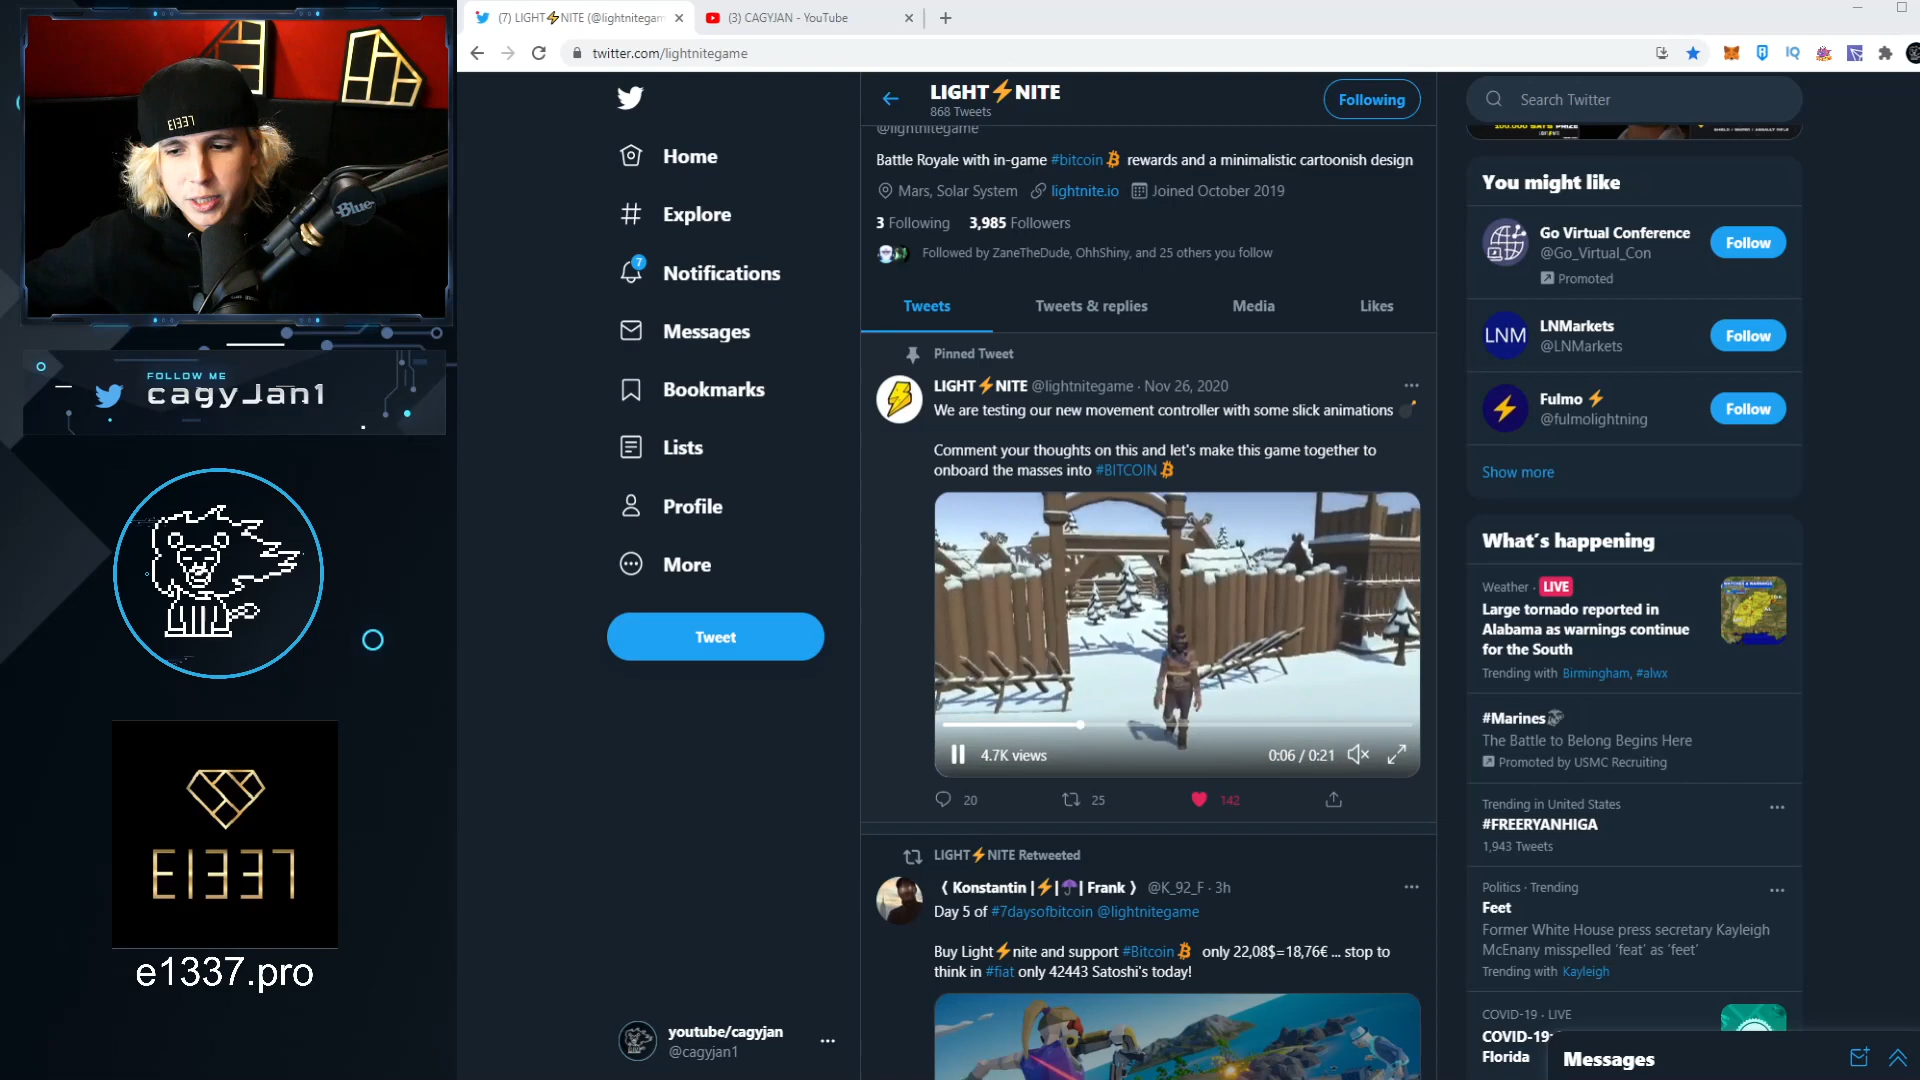 (7) LIGHT⚡NITE (@lightnitegam
(3) CAGYJAN - YouTube
twitter.com/lightnitegame
E1337
Blue
FOLLOW ME
cagyJan1
E1337
e1337.pro
Home
Explore
7
Notifications
Messages
Bookmarks
Lists
Profile
More
Tweet
youtube/cagyjan
@cagyjan1
LIGHT⚡NITE
868 Tweets
Following
@lightnitegame
Battle Royale with in-game #bitcoin rewards and a minimalistic cartoonish design
Mars, Solar System lightnite.io Joined October 2019
3 Following 3,985 Followers
Followed by ZaneTheDude, OhhShiny, and 25 others you follow
Tweets
Tweets & replies
Media
Likes
Pinned Tweet
LIGHT⚡NITE @lightnitegame · Nov 26, 2020
We are testing our new movement controller with some slick animations 💣
Comment your thoughts on this and let's make this game together to
onboard the masses into #BITCOIN
4.7K views
0:06 / 0:21
20
25
142
LIGHT⚡NITE Retweeted
❬ Konstantin |⚡|☂| Frank ❭ @K_92_F · 3h
Day 5 of #7daysofbitcoin @lightnitegame
Buy Light⚡nite and support #Bitcoin only 22,08$=18,76€ ... stop to
think in #fiat only 42443 Satoshi's today!
Search Twitter
100.000 SATS PRIZE
You might like
Go Virtual Conference
@Go_Virtual_Con
Promoted
Follow
LNM
LNMarkets
@LNMarkets
Follow
Fulmo ⚡
@fulmolightning
Follow
Show more
What's happening
Weather · LIVE
Large tornado reported in
Alabama as warnings continue
for the South
Trending with Birmingham, #alwx
#Marines
The Battle to Belong Begins Here
Promoted by USMC Recruiting
Trending in United States
#FREERYANHIGA
1,943 Tweets
Politics · Trending
Feet
Former White House press secretary Kayleigh
McEnany misspelled 'feat' as 'feet'
Trending with Kayleigh
COVID-19 · LIVE
COVID-19:
Florida
Messages